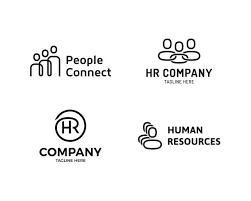 People
Connect
HR COMPANY
TAGLINE HERE
HR
COMPANY
TAGLINE HERE
HUMAN
RESOURCES